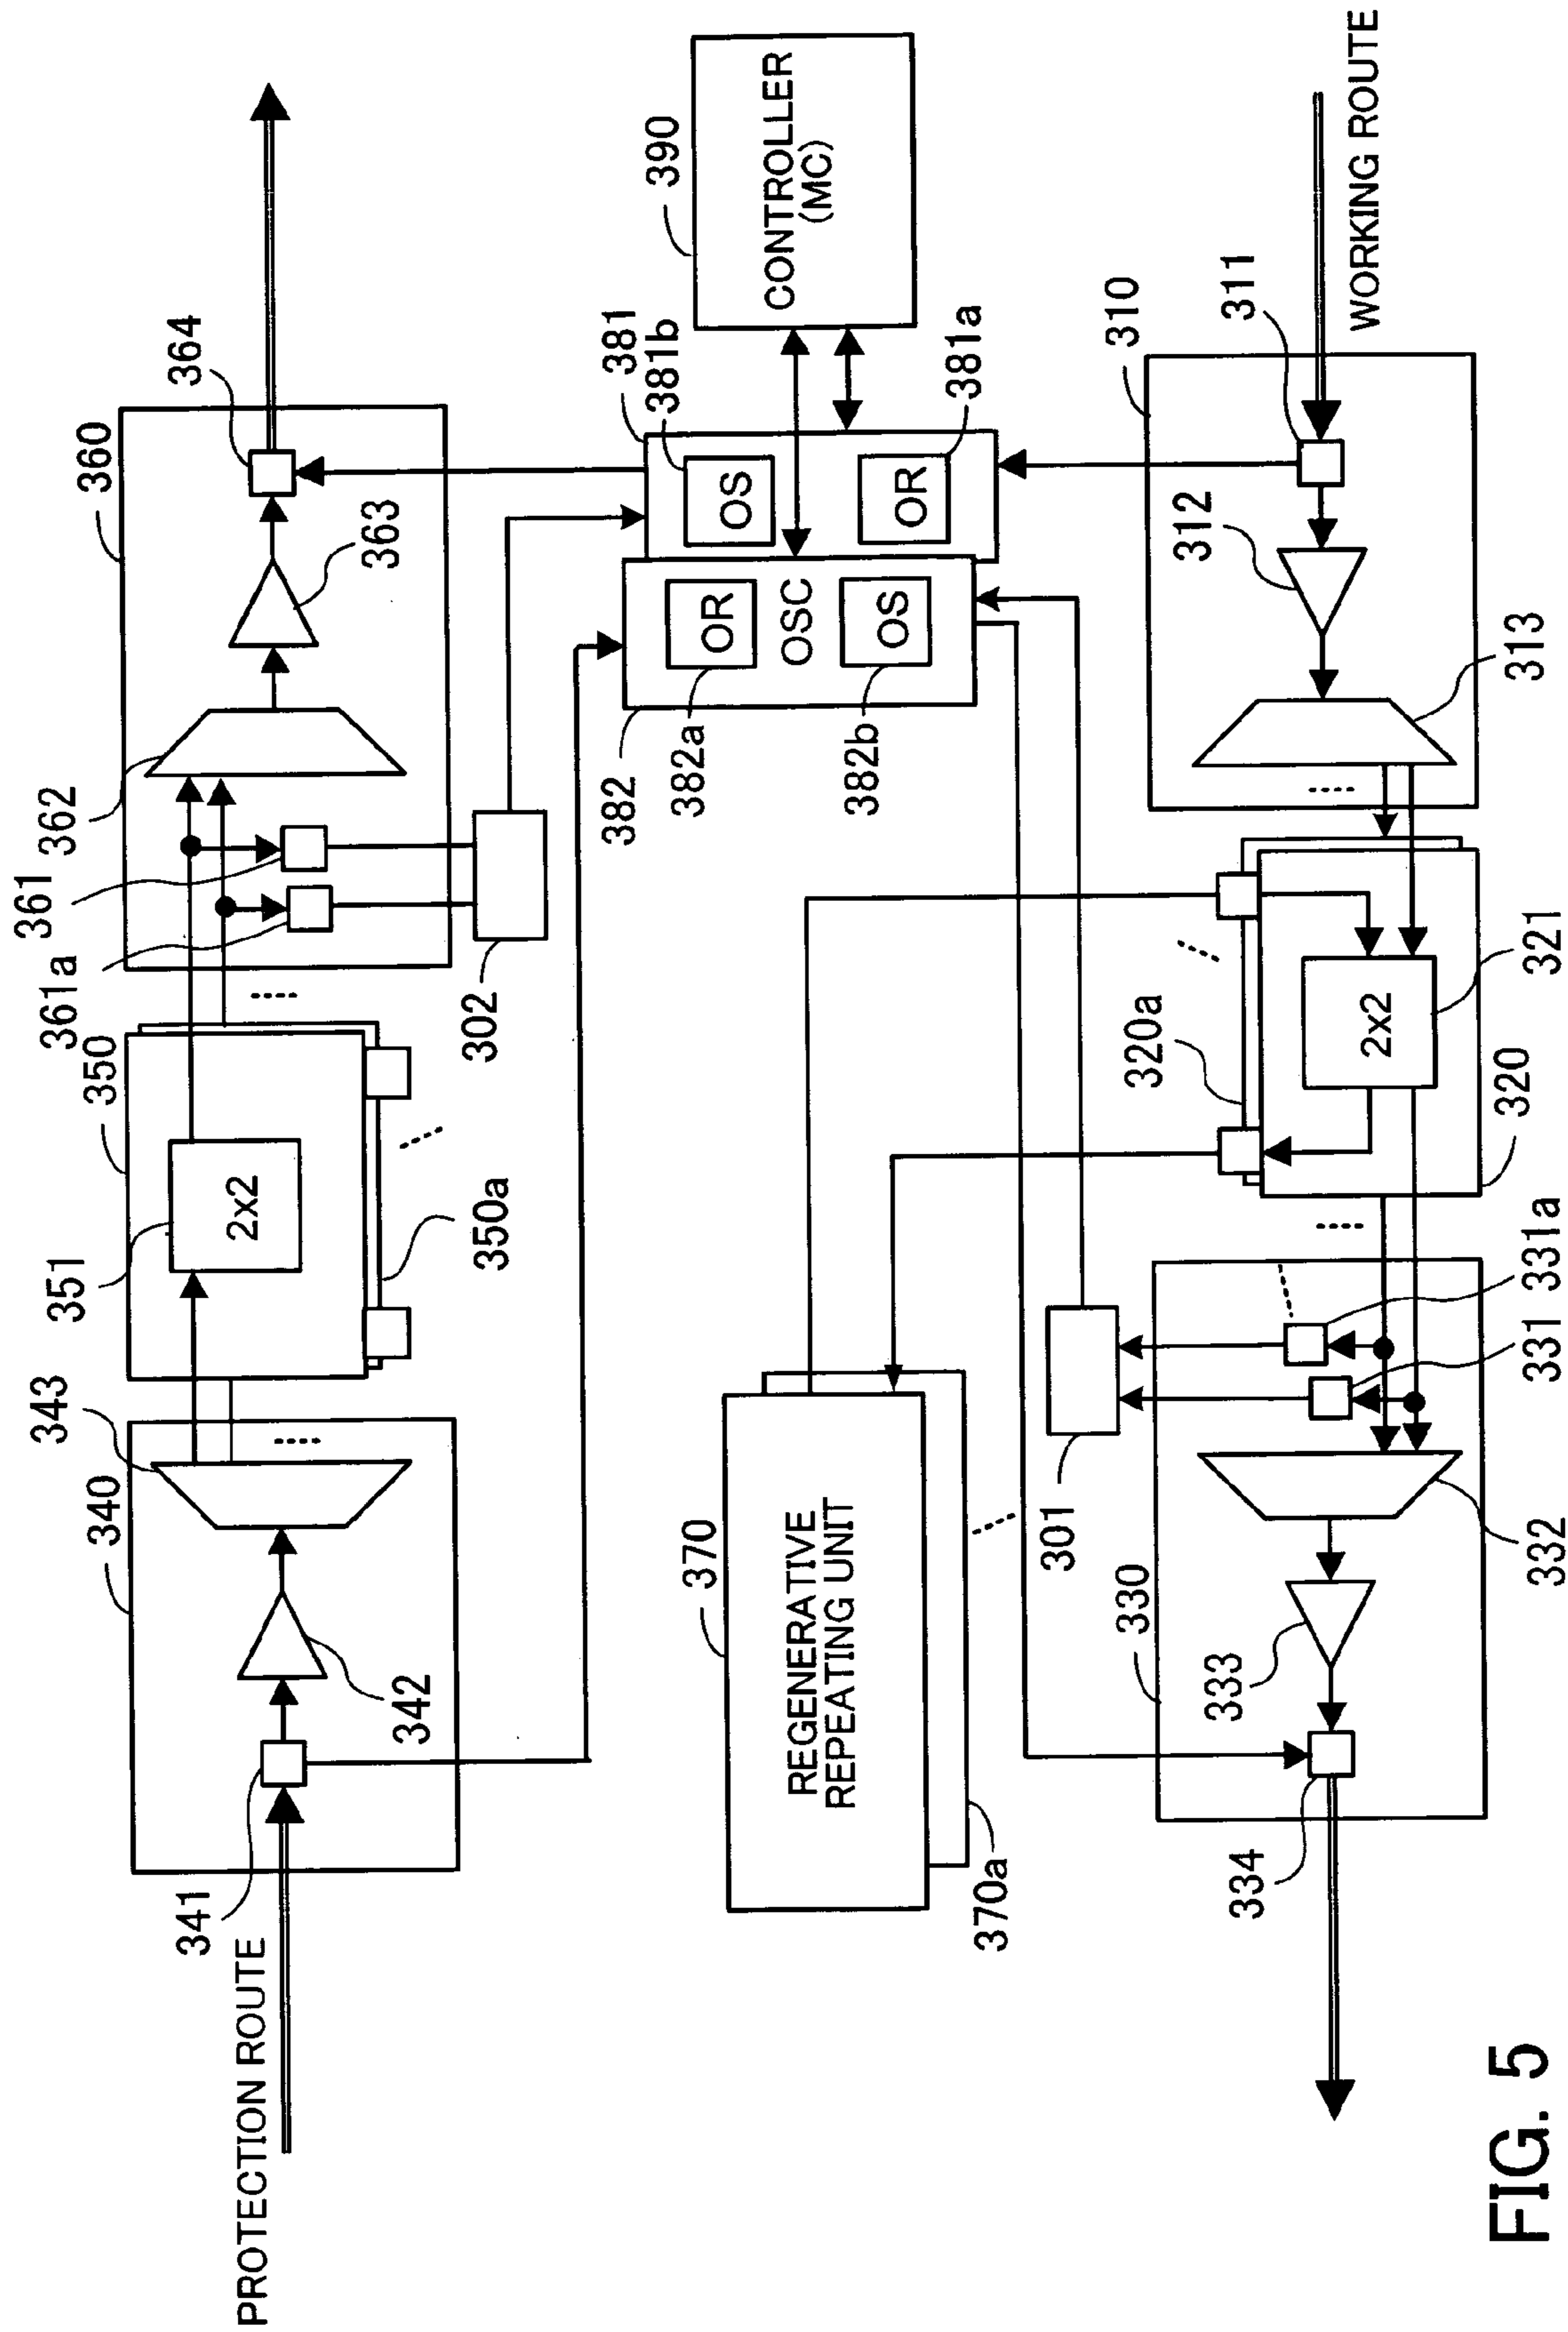 PROTECTION ROUTE
341
340
342
343
351
350
2x2
350a
361a
361
362
360
302
363
364
370
REGENERATIVE
REPEATING UNIT
370a
382
382a
382b
OR
OSC
OS
381
381b
OS
OR
381a
390
CONTROLLER
(MC)
301
334
330
333
332
331
331a
320a
2x2
320
321
313
312
310
311
WORKING ROUTE
FIG. 5